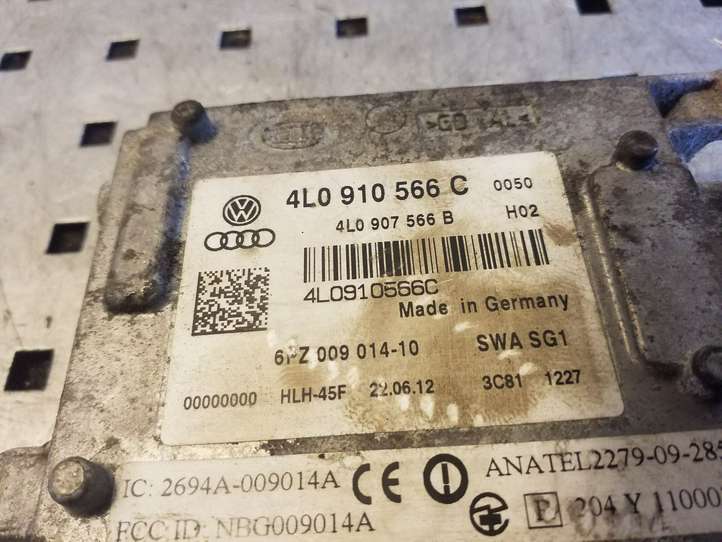 4L0 910 566 C 0050
4L0 907 566 B H02
4L0910566C
Made in Germany
6PZ 009 014-10 SWA SG1
00000000 HLH-45F 22.06.12 3C81 1227
IC: 2694A-009014A CE ANATEL2279-09-285
FCC ID: NBG009014A P 204 Y 11000